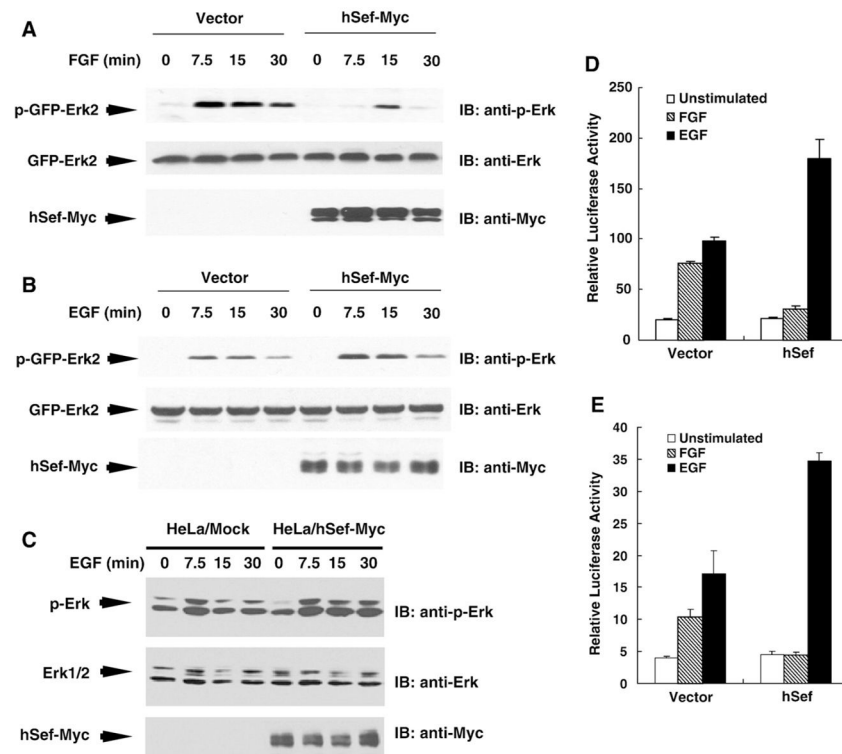 A
Vector hSef-Myc
FGF (min) 0 7.5 15 30 0 7.5 15 30
p-GFP-Erk2 IB: anti-p-Erk
GFP-Erk2 IB: anti-Erk
hSef-Myc IB: anti-Myc
B
Vector hSef-Myc
EGF (min) 0 7.5 15 30 0 7.5 15 30
p-GFP-Erk2 IB: anti-p-Erk
GFP-Erk2 IB: anti-Erk
hSef-Myc IB: anti-Myc
C
HeLa/Mock HeLa/hSef-Myc
EGF (min) 0 7.5 15 30 0 7.5 15 30
p-Erk IB: anti-p-Erk
Erk1/2 IB: anti-Erk
hSef-Myc IB: anti-Myc
D
Relative Luciferase Activity
250
200
150
100
50
0
Unstimulated
FGF
EGF
Vector hSef
E
Relative Luciferase Activity
40
35
30
25
20
15
10
5
0
Unstimulated
FGF
EGF
Vector hSef